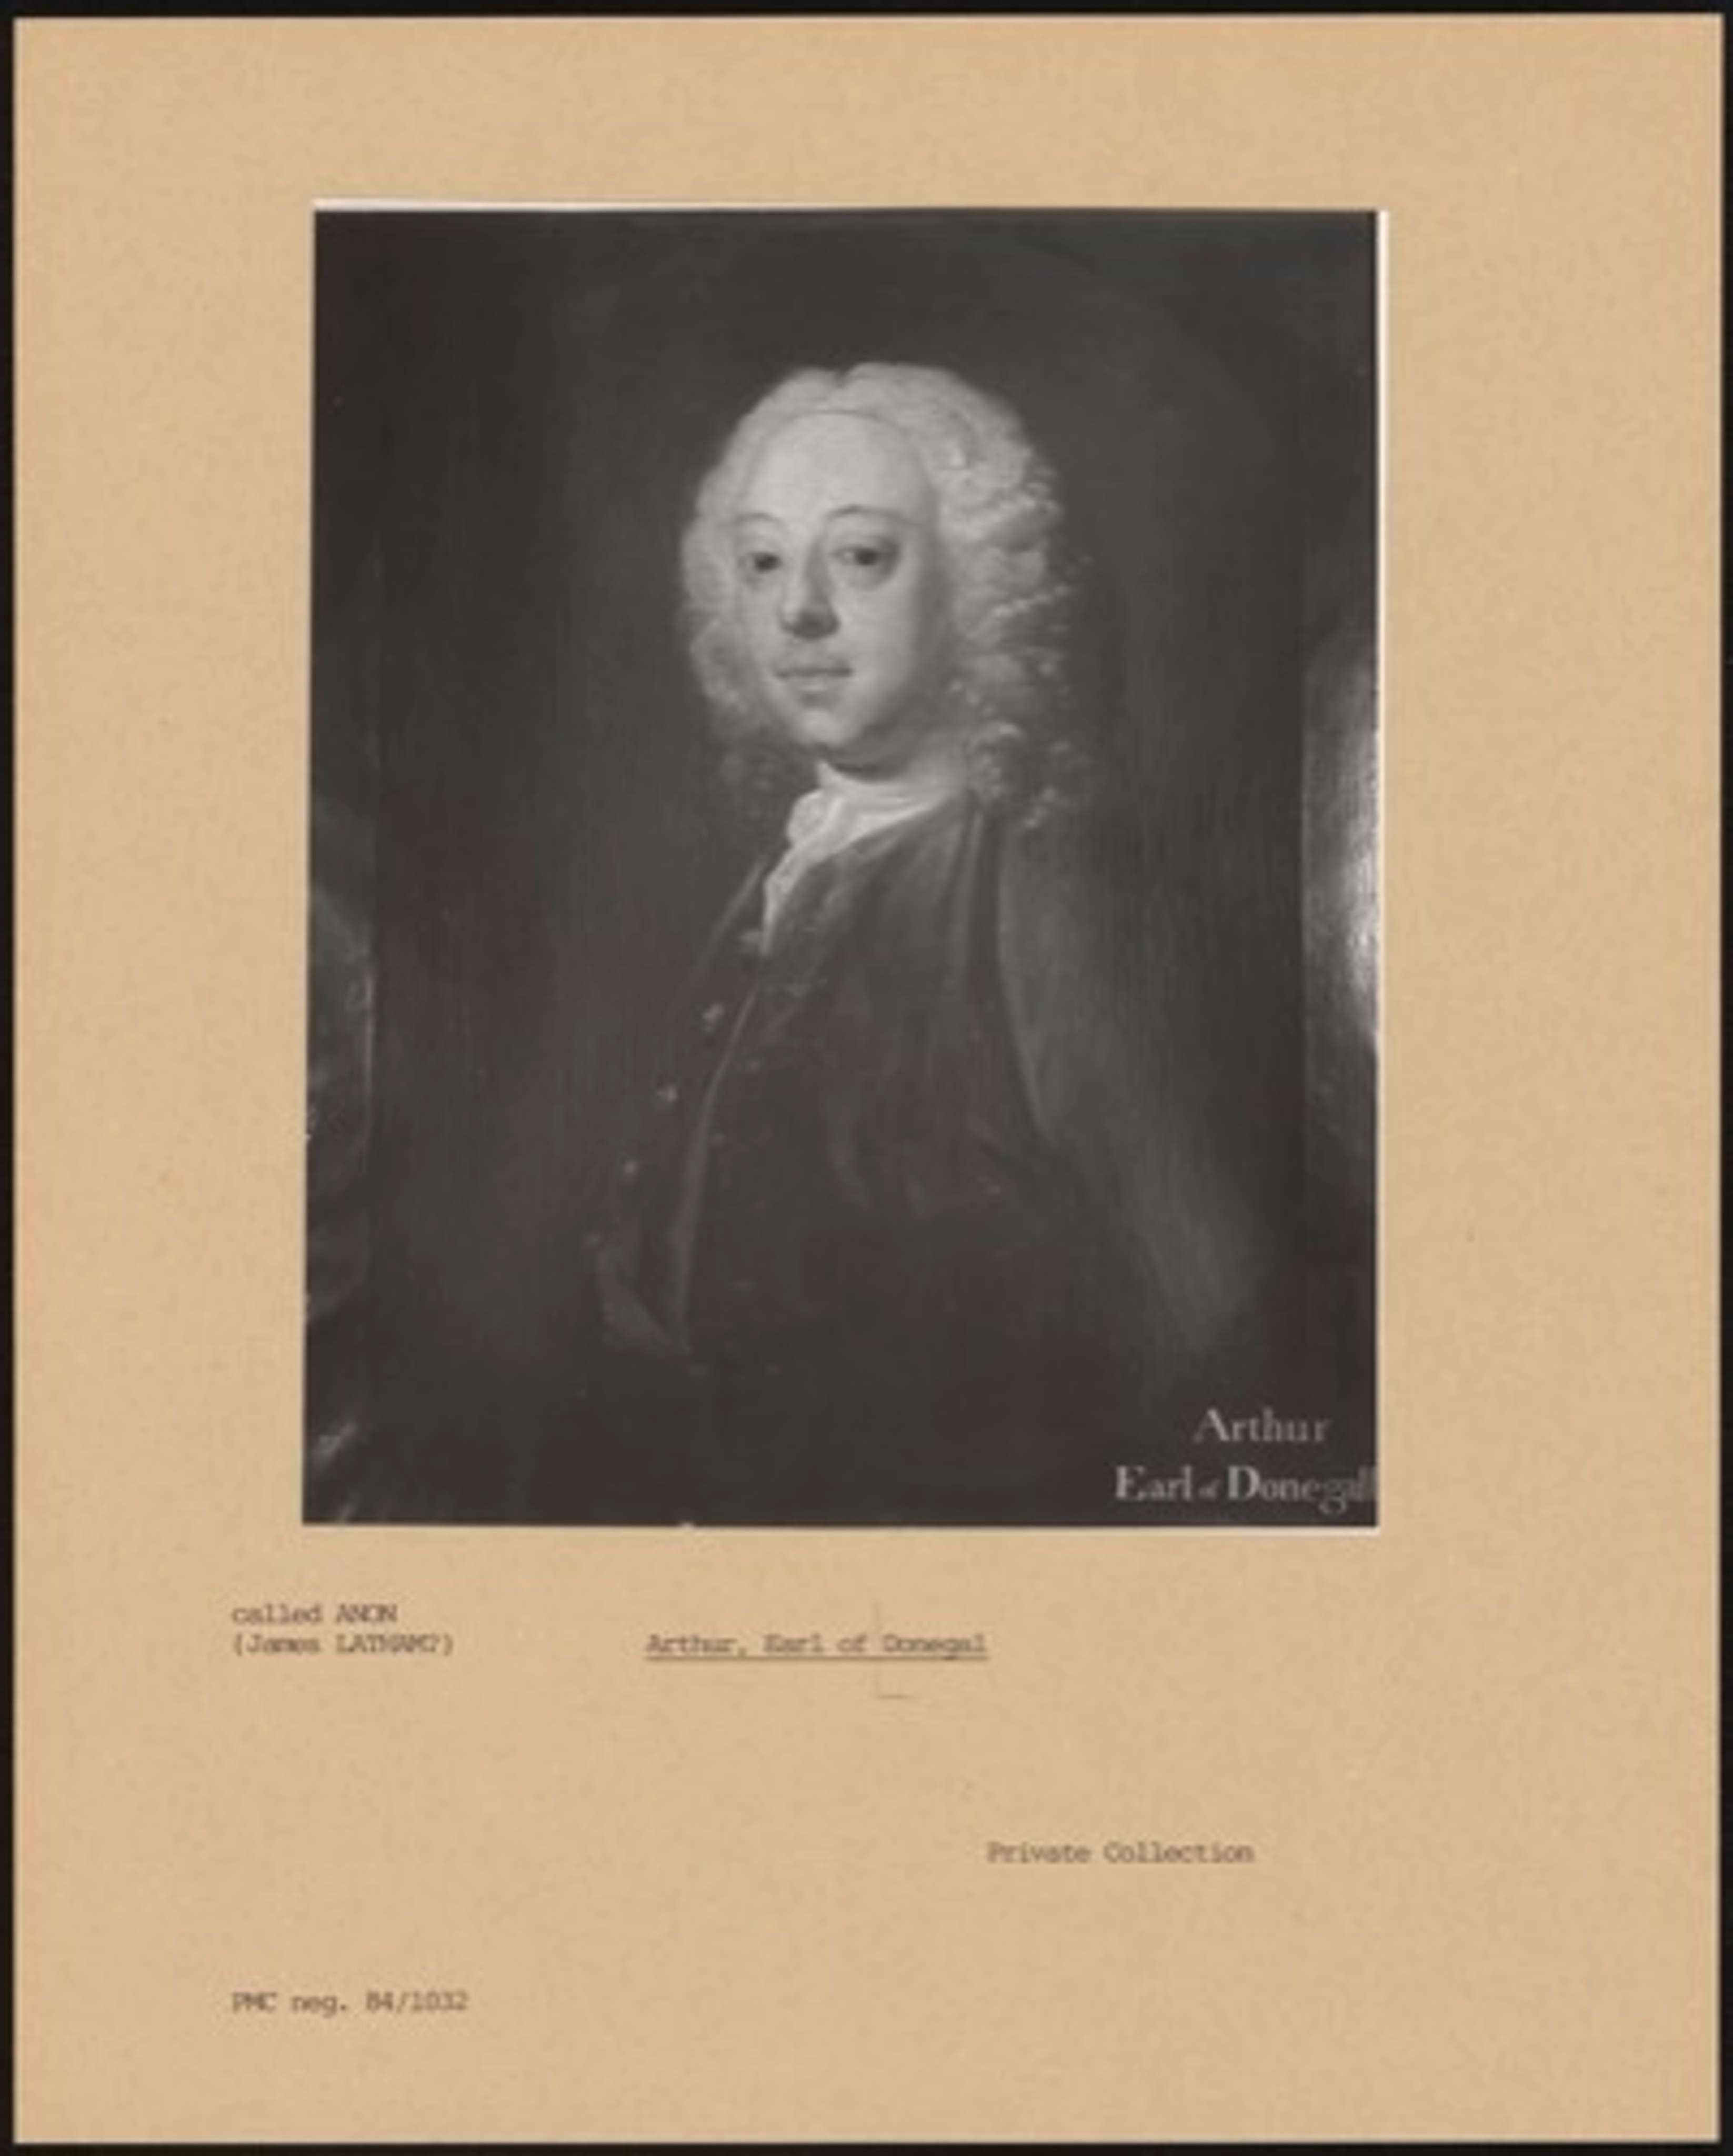 Arthur
Earl of Donegall
called ANON
(James LATHAM?)
Arthur, Earl of Donegal
Private Collection
PMC neg. 84/1032